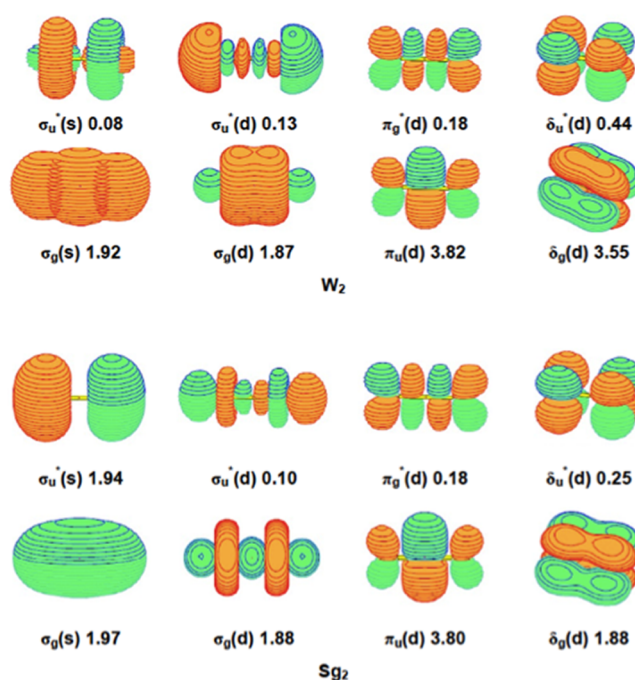 σu*(s) 0.08 σu*(d) 0.13 πg*(d) 0.18 δu*(d) 0.44
σg(s) 1.92 σg(d) 1.87 πu(d) 3.82 δg(d) 3.55
W2
σu*(s) 1.94 σu*(d) 0.10 πg*(d) 0.18 δu*(d) 0.25
σg(s) 1.97 σg(d) 1.88 πu(d) 3.80 δg(d) 1.88
Sg2